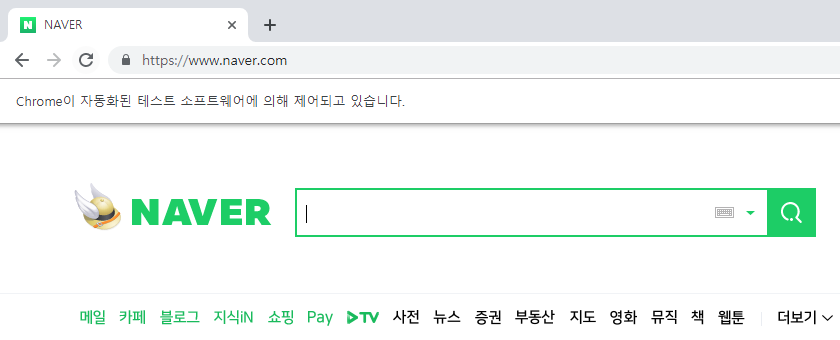 NAVER
https://www.naver.com
Chrome이 자동화된 테스트 소프트웨어에 의해 제어되고 있습니다.
NAVER
메일 카페 블로그 지식iN 쇼핑 Pay TV 사전 뉴스 증권 부동산 지도 영화 뮤직 책 웹툰 더보기